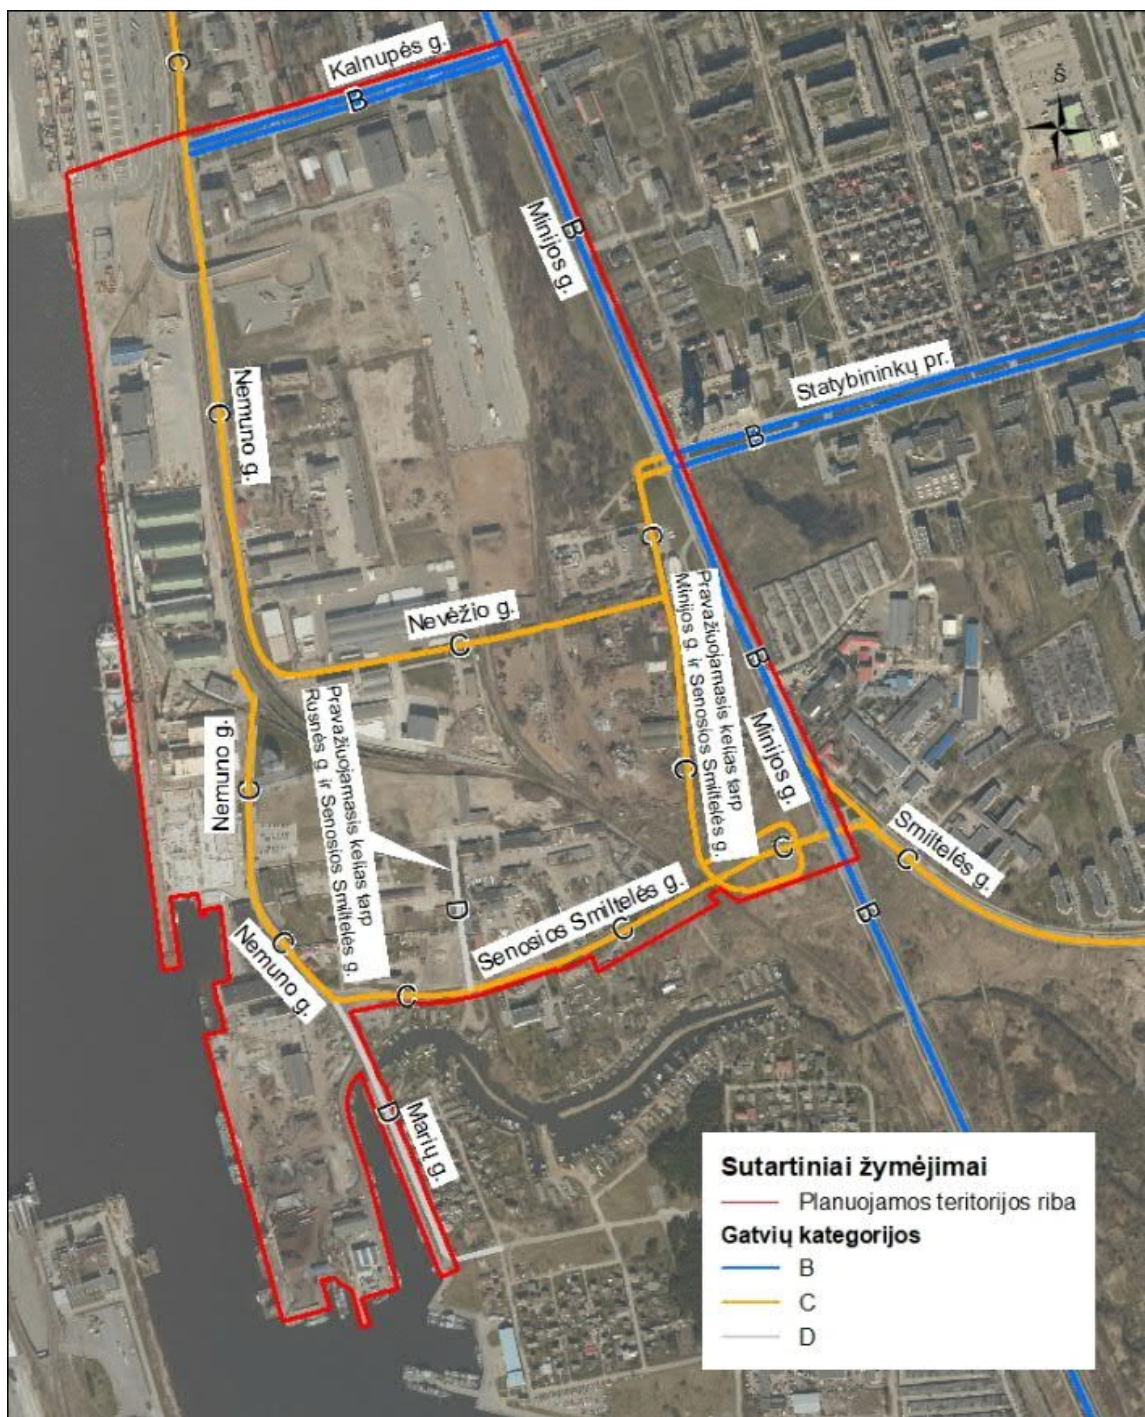 Kalnupės g.
C
B
Š
Minijos g.
B
Statybininkų pr.
B
B
Nemuno g.
C
C
Nevėžio g.
C
Pravažiuojamasis kelias tarp
Minijos g. ir Senosios Smiltelės g.
B
Minijos g.
Nemuno g.
C
Pravažiuojamasis kelias tarp
Rusnės g. ir Senosios Smiltelės g.
C
C
Smiltelės g.
C
D
B
Senosios Smiltelės g.
C
C
Nemuno g.
C
D
Marių g.
Sutartiniai žymėjimai
Planuojamos teritorijos riba
Gatvių kategorijos
B
C
D